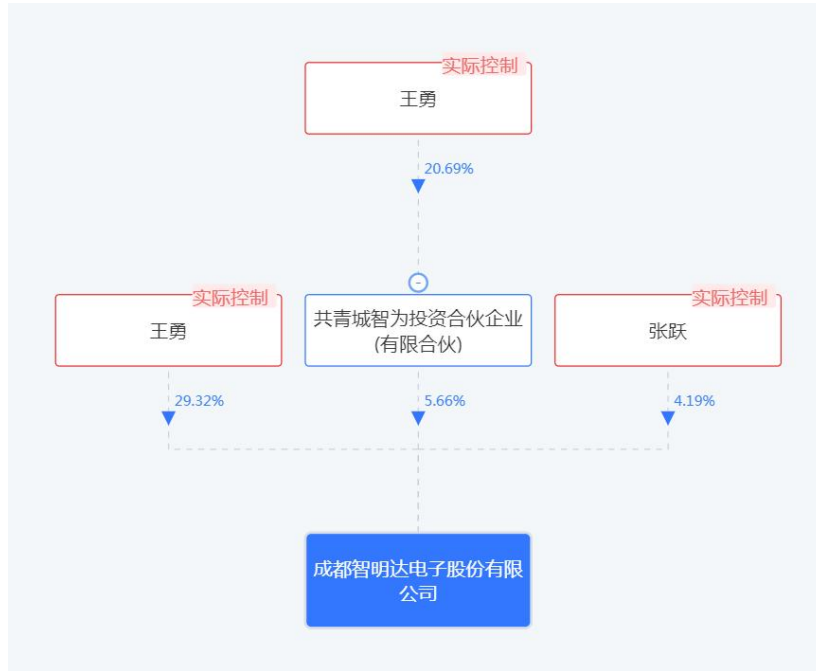 实际控制
王勇
20.69%
实际控制
王勇
共青城智为投资合伙企业
(有限合伙)
实际控制
张跃
29.32%
5.66%
4.19%
成都智明达电子股份有限
公司